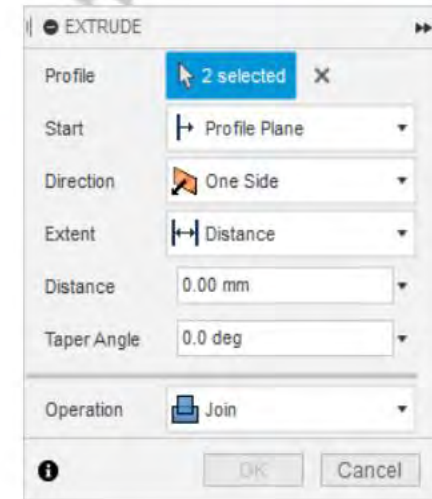 EXTRUDE
Profile 2 selected
Start Profile Plane
Direction One Side
Extent Distance
Distance 0.00 mm
Taper Angle 0.0 deg
Operation Join
OK Cancel